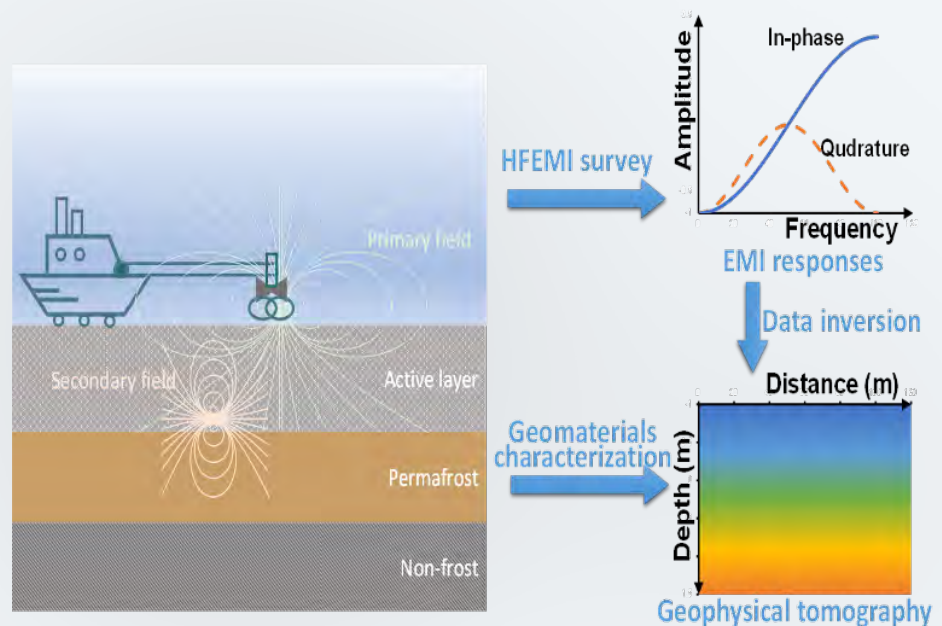 Primary field
Secondary field
Active layer
Permafrost
Non-frost
HFEMI survey
Geomaterials
characterization
Amplitude
In-phase
Qudrature
Frequency
EMI responses
Data inversion
Distance (m)
Depth (m)
Geophysical tomography